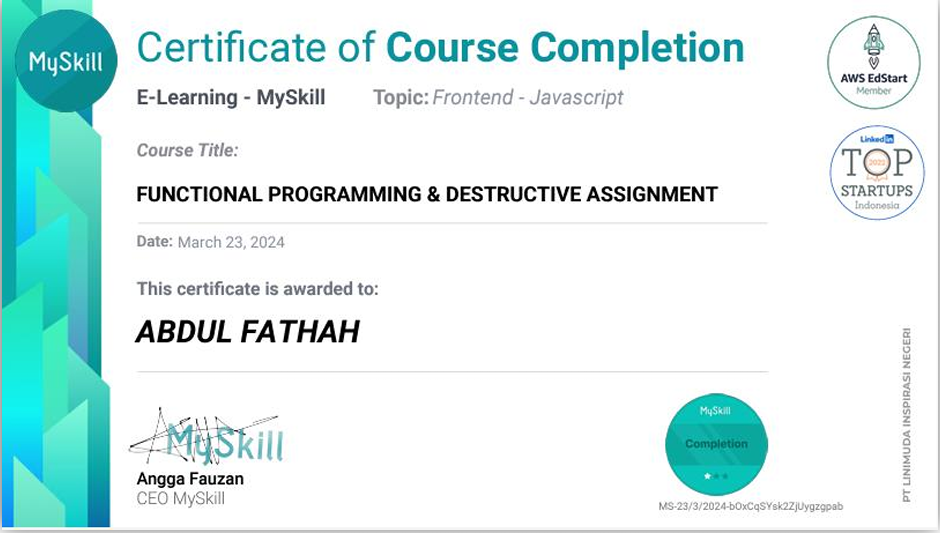 MySkill
Certificate of Course Completion
E-Learning - MySkill Topic: Frontend - Javascript
Course Title:
FUNCTIONAL PROGRAMMING & DESTRUCTIVE ASSIGNMENT
Date: March 23, 2024
This certificate is awarded to:
ABDUL FATHAH
MySkill
Angga Fauzan
CEO MySkill
MySkill
Completion
MS-23/3/2024-bOxCqSYsk2ZjUygzgpab
AWS EdStart
Member
LinkedIn
TOP
2021
STARTUPS
Indonesia
PT LINIMUDA INSPIRASI NEGERI